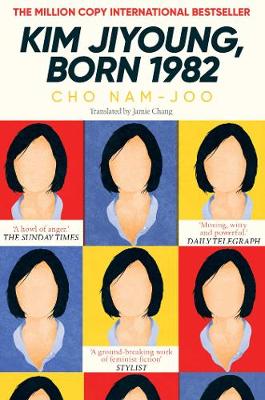 THE MILLION COPY INTERNATIONAL BESTSELLER
KIM JIYOUNG,
BORN 1982
CHO NAM-JOO
Translated by Jamie Chang
'A howl of anger.'
THE SUNDAY TIMES
'Moving, witty
and powerful.'
DAILY TELEGRAPH
'A ground-breaking work
of feminist fiction'
STYLIST